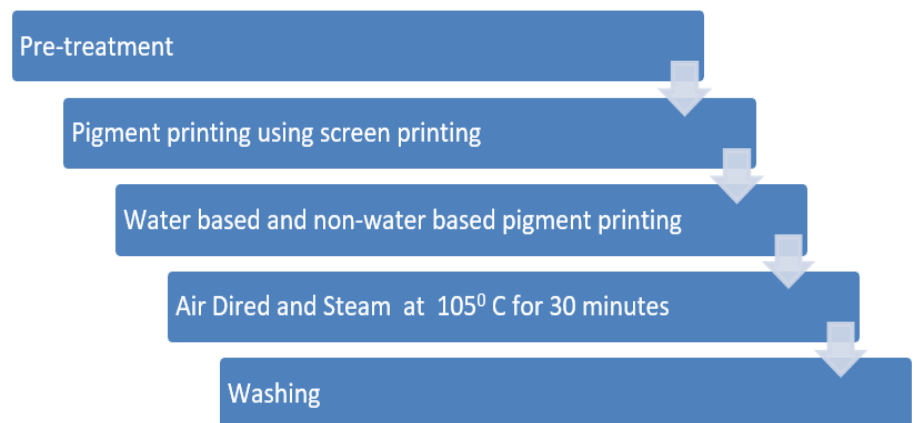 Pre-treatment
Pigment printing using screen printing
Water based and non-water based pigment printing
Air Dired and Steam at 105⁰ C for 30 minutes
Washing